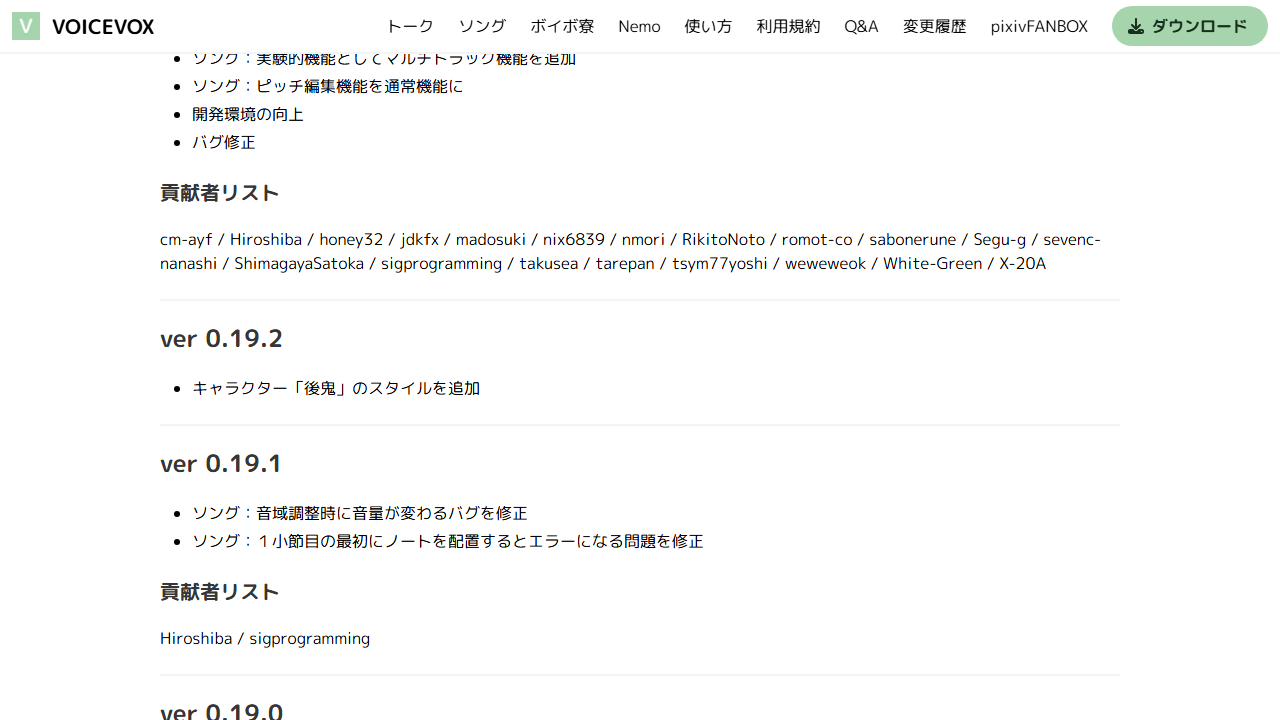 V VOICEVOX トーク ソング ボイボ寮 Nemo 使い方 利用規約 Q&A 変更履歴 pixivFANBOX ダウンロード
ソング：実験的機能としてマルチトラック機能を追加
ソング：ピッチ編集機能を通常機能に
開発環境の向上
バグ修正
貢献者リスト
cm-ayf / Hiroshiba / honey32 / jdkfx / madosuki / nix6839 / nmori / RikitoNoto / romot-co / sabonerune / Segu-g / sevenc-
nanashi / ShimagayaSatoka / sigprogramming / takusea / tarepan / tsym77yoshi / weweweok / White-Green / X-20A
ver 0.19.2
キャラクター「後鬼」のスタイルを追加
ver 0.19.1
ソング：音域調整時に音量が変わるバグを修正
ソング：１小節目の最初にノートを配置するとエラーになる問題を修正
貢献者リスト
Hiroshiba / sigprogramming
ver 0.19.0